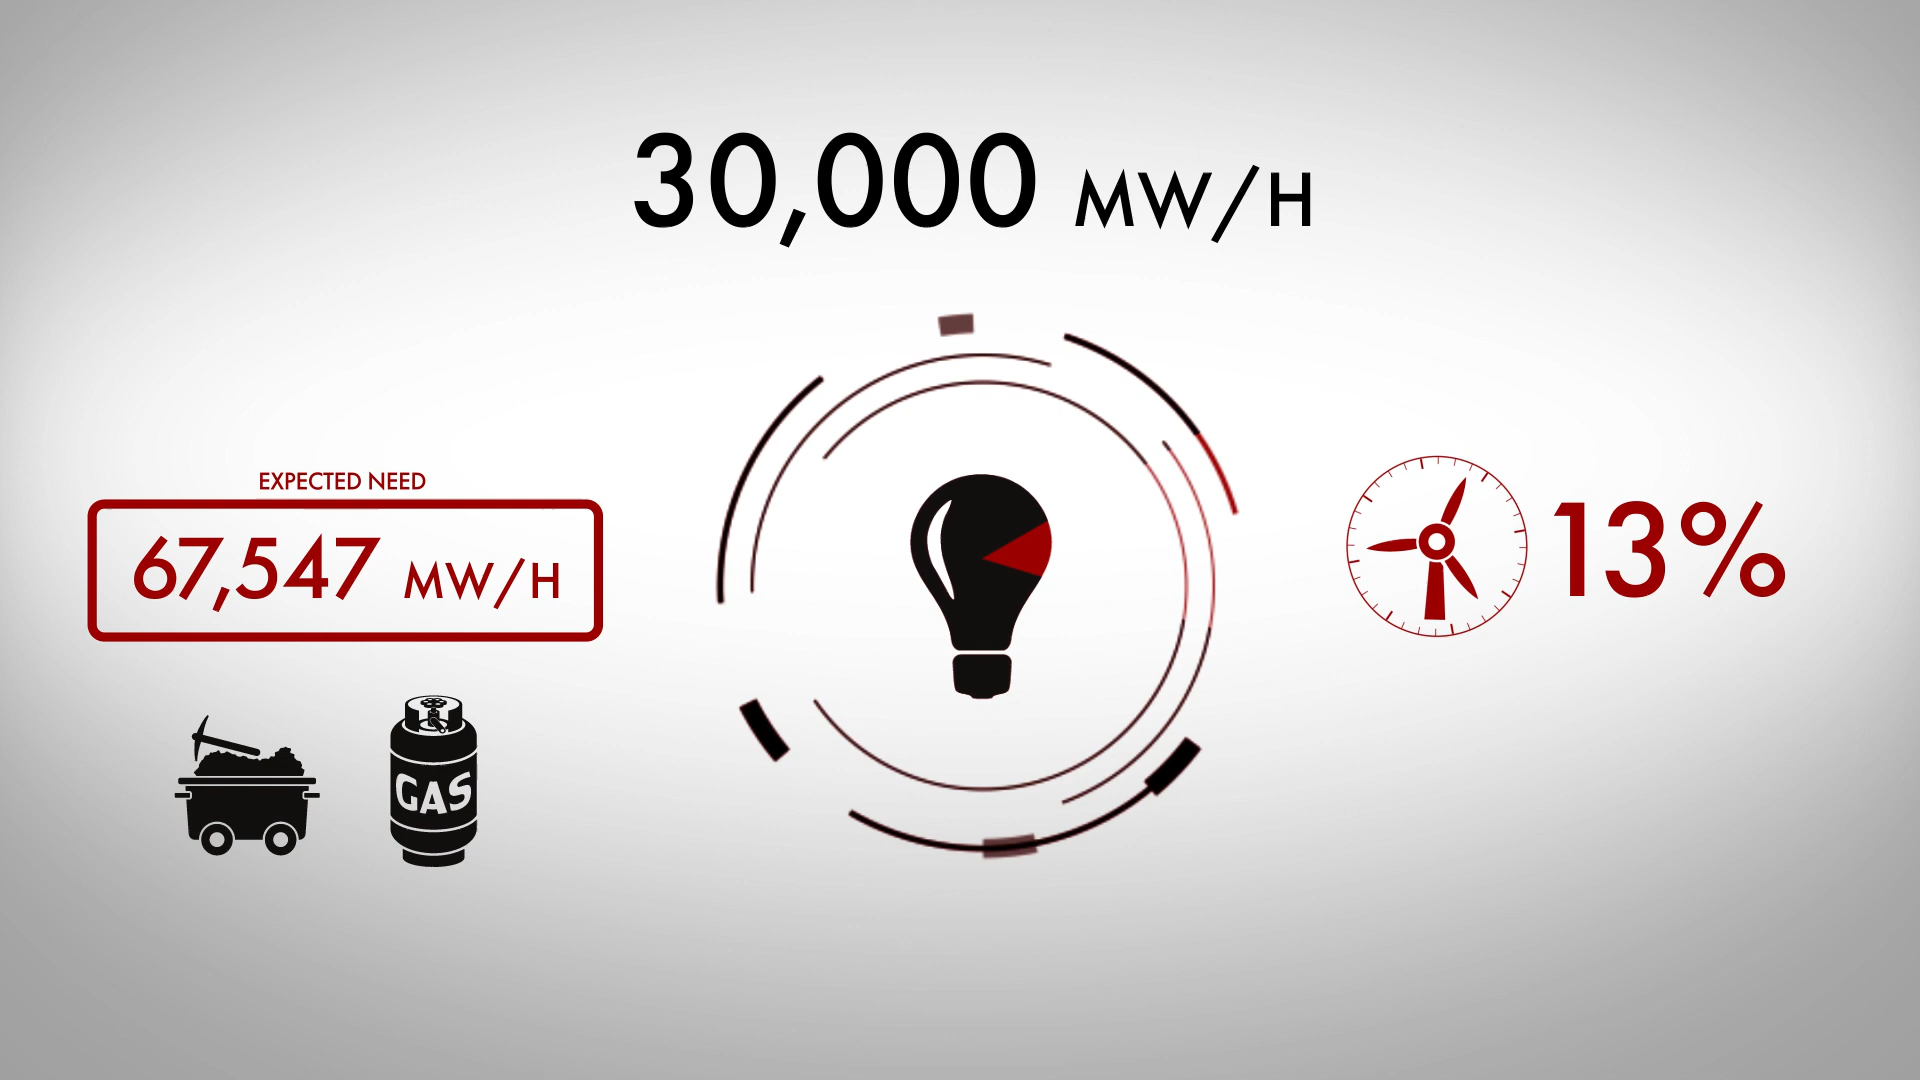 30,000 MW/H
EXPECTED NEED
67,547 MW/H
13%
GAS